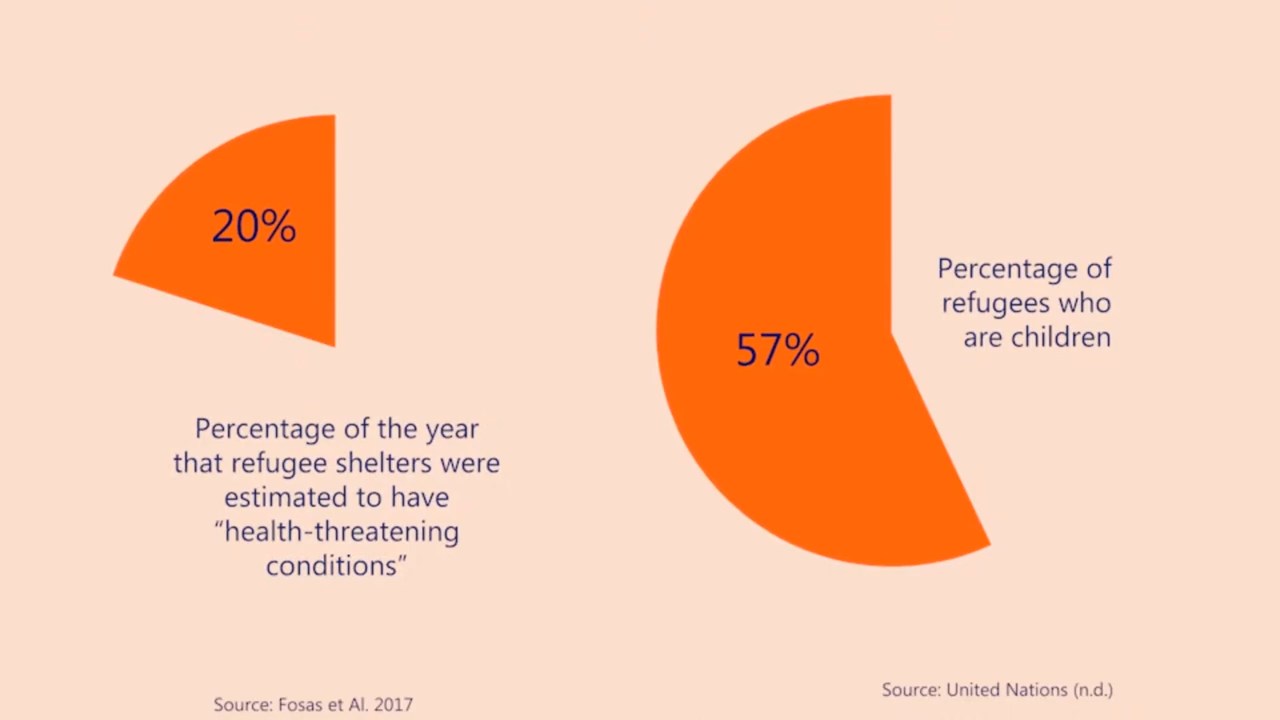 20%
Percentage of the year
that refugee shelters were
estimated to have
“health-threatening
conditions”
Source: Fosas et Al. 2017
57%
Percentage of
refugees who
are children
Source: United Nations (n.d.)